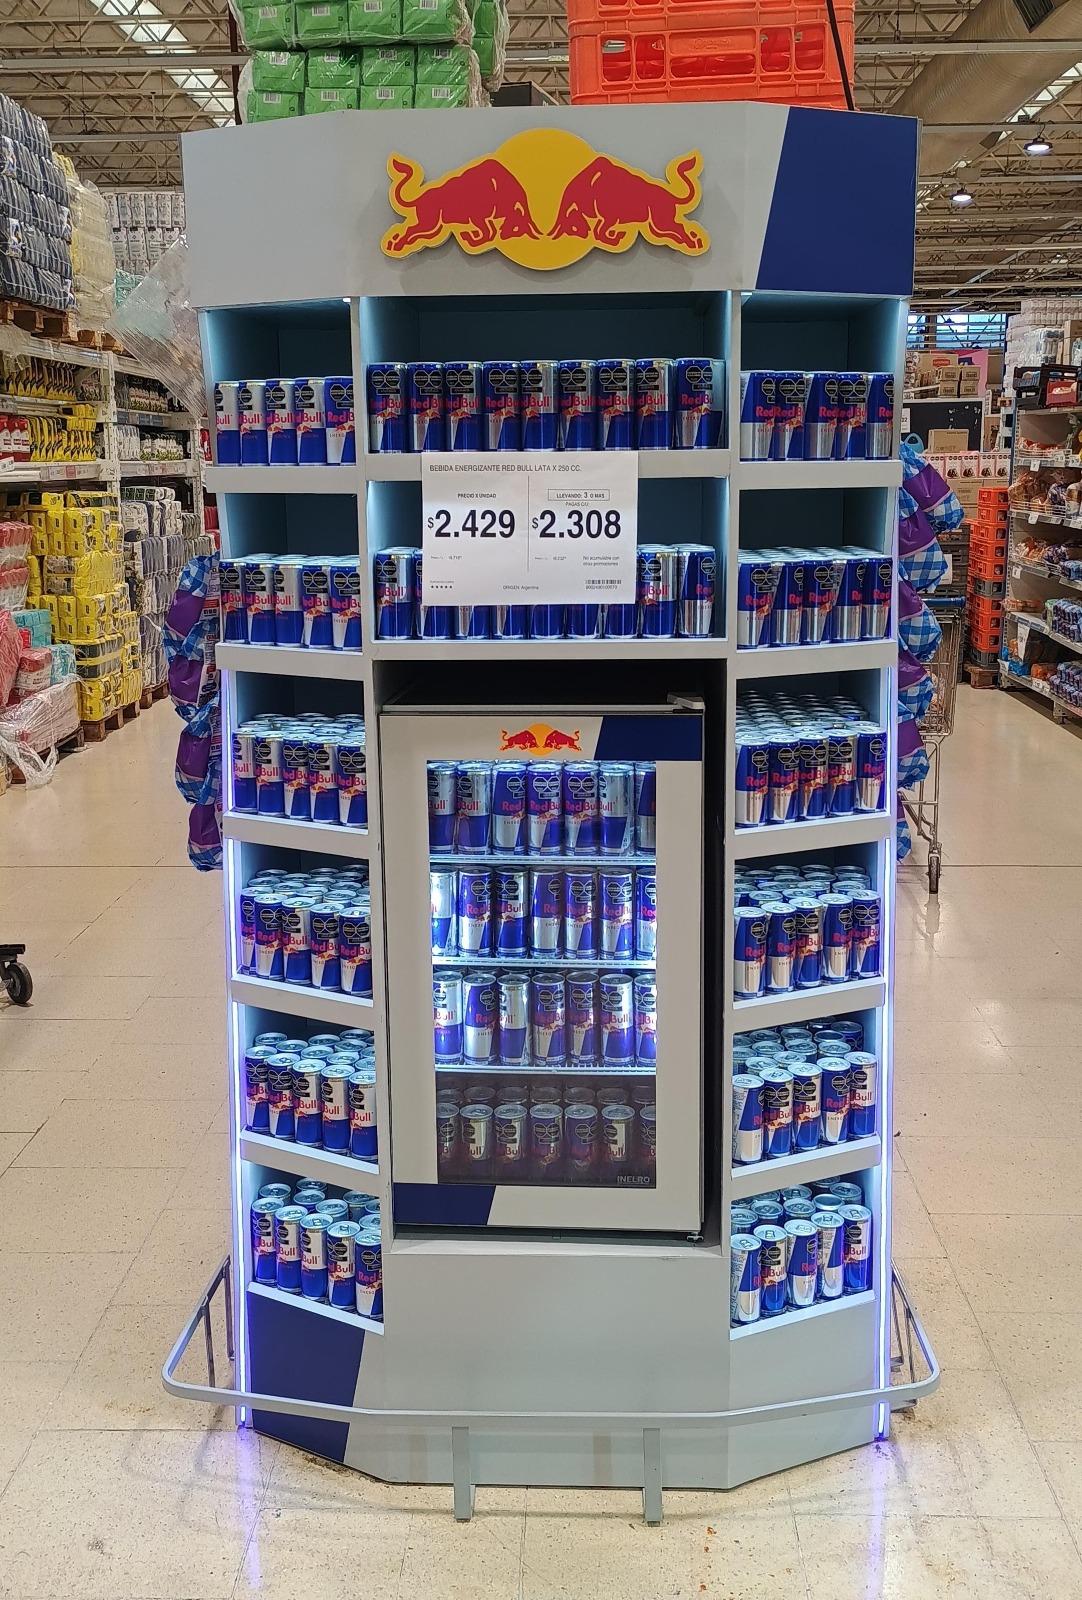 BEBIDA ENERGIZANTE RED BULL LATA X 250 CC.
PRECIO X UNIDAD
$2.429
LLEVANDO: 3 O MAS
PAGAS C/U
$2.308
No acumulable con
otras promociones
ORIGEN: Argentina
Red Bull
ENERGY
INELRO